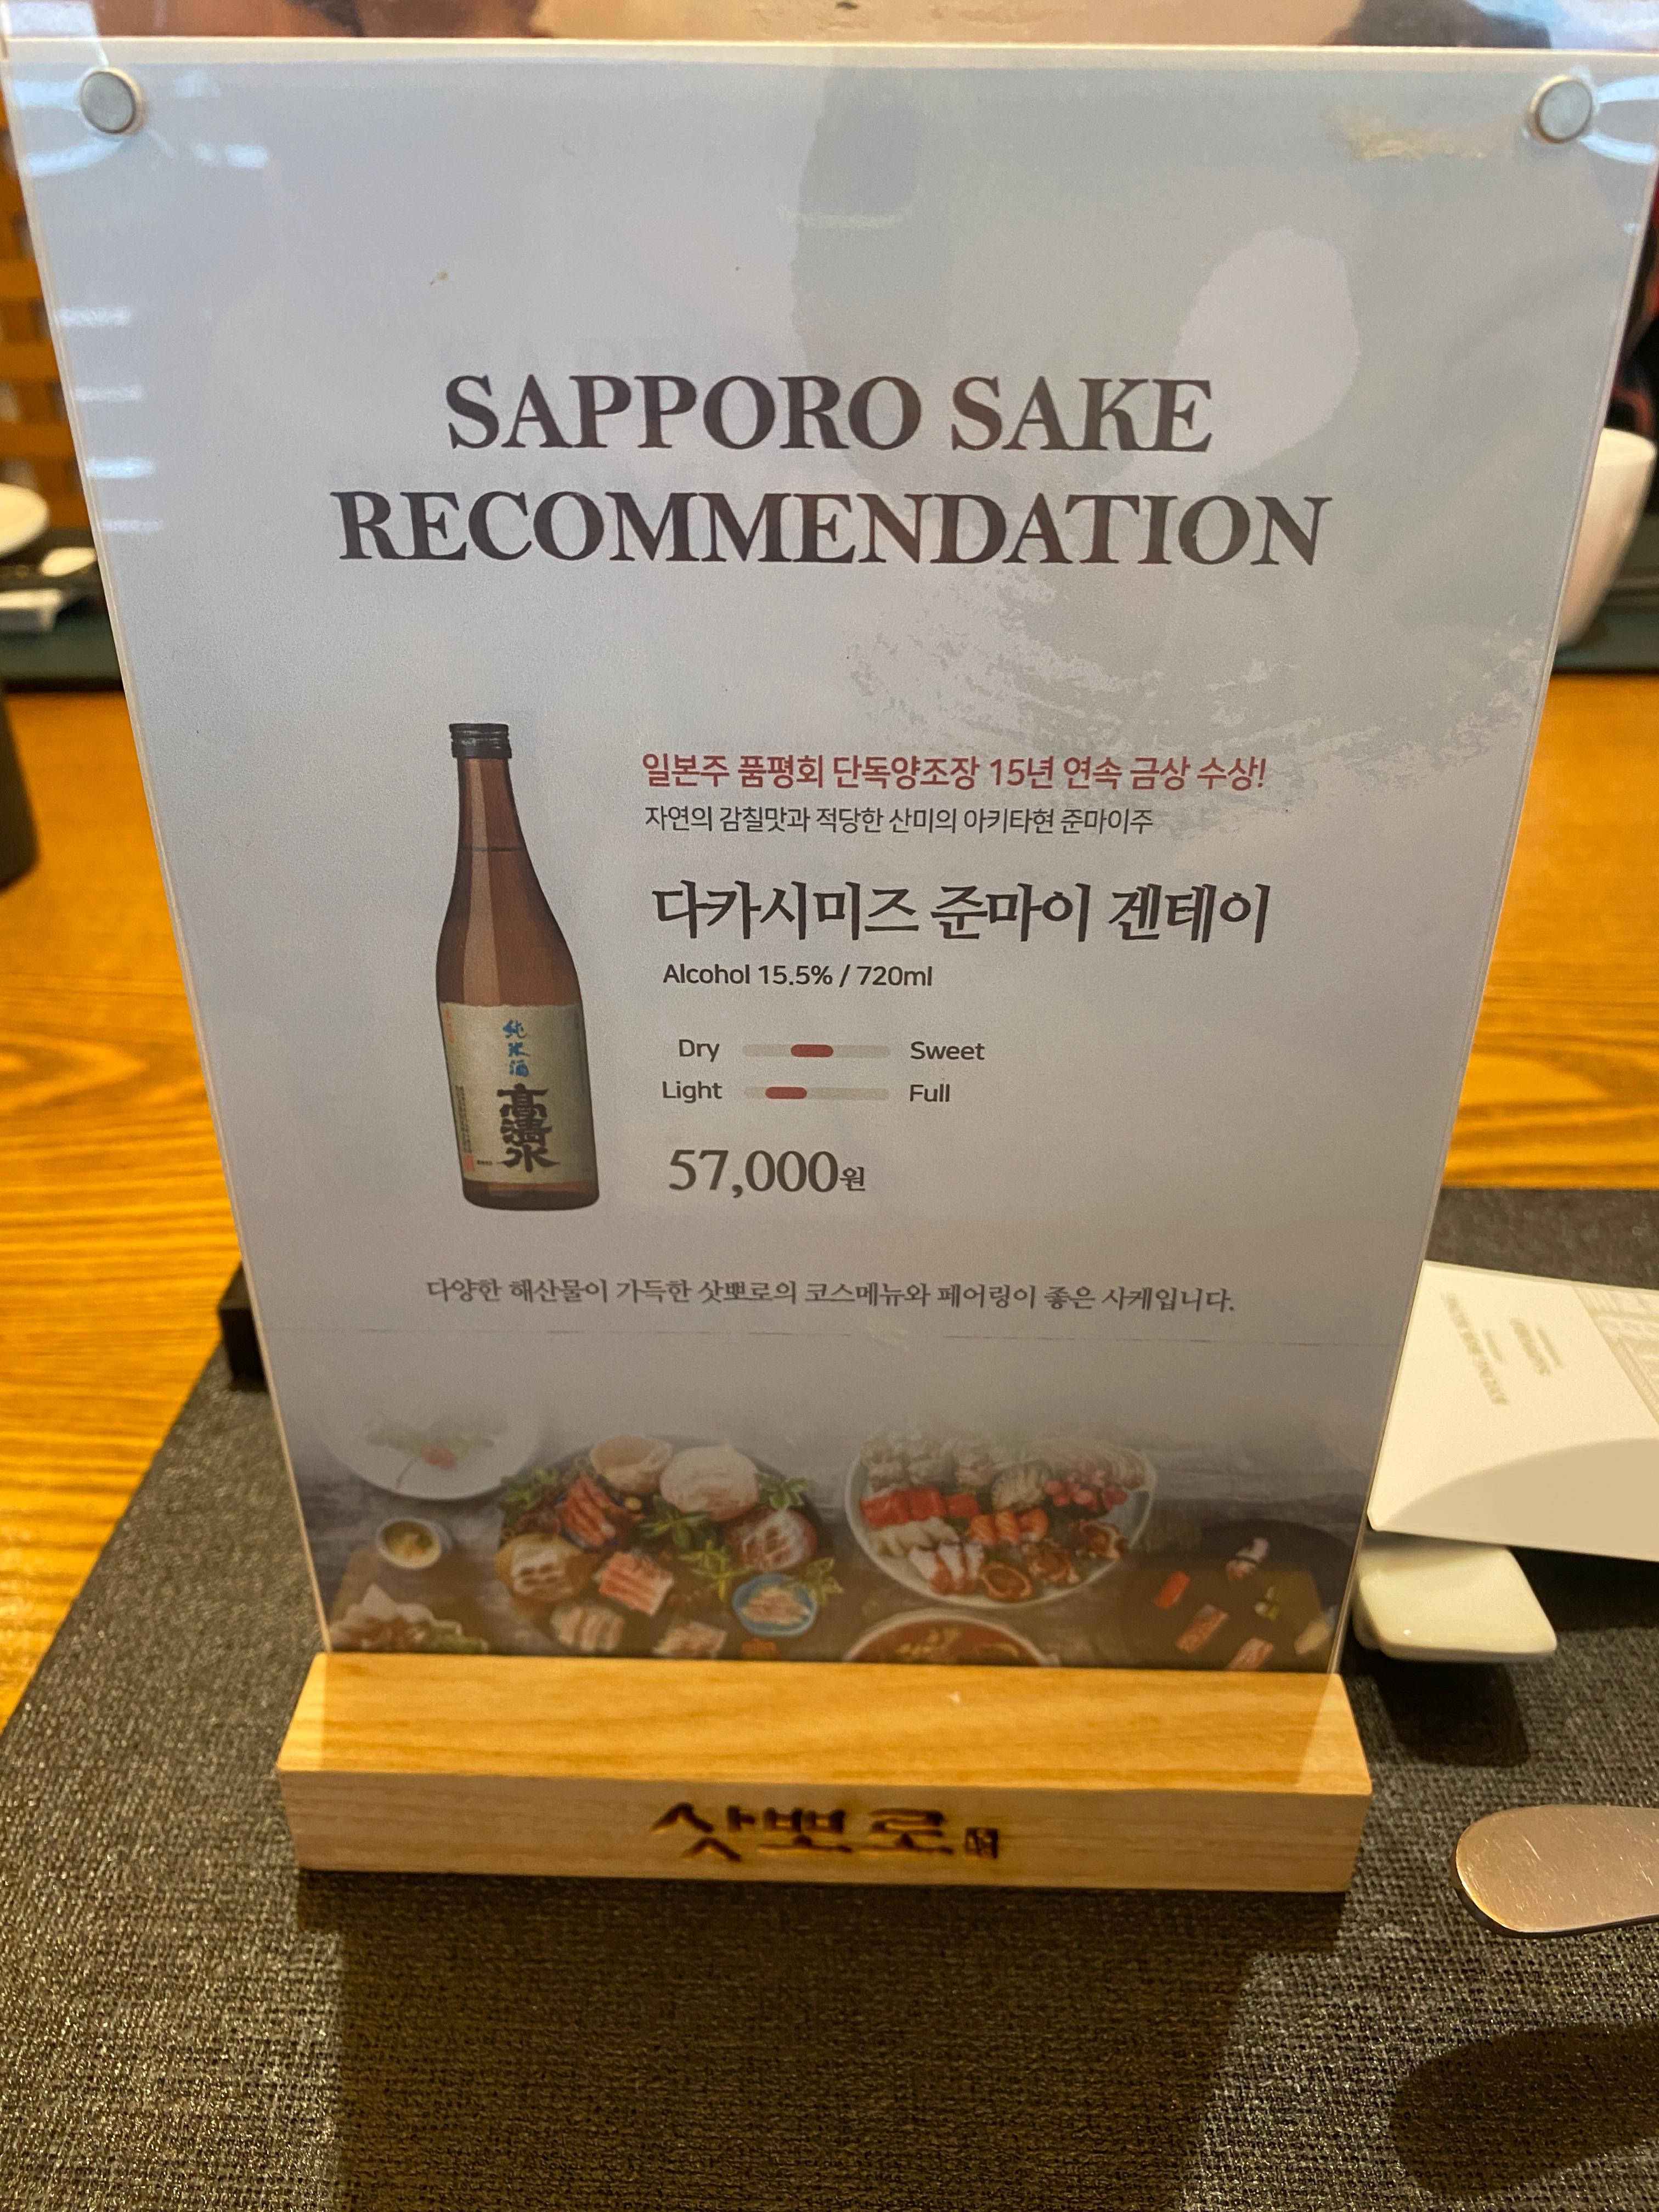 SAPPORO SAKE
RECOMMENDATION
일본주 품평회 단독양조장 15년 연속 금상 수상!
자연의 감칠맛과 적당한 산미의 아키타현 준마이주
다카시미즈 준마이 겐테이
Alcohol 15.5% / 720ml
Dry Sweet
Light Full
57,000원
純米酒
高清水
다양한 해산물이 가득한 삿뽀로의 코스메뉴와 페어링이 좋은 사케입니다.
삿뽀로